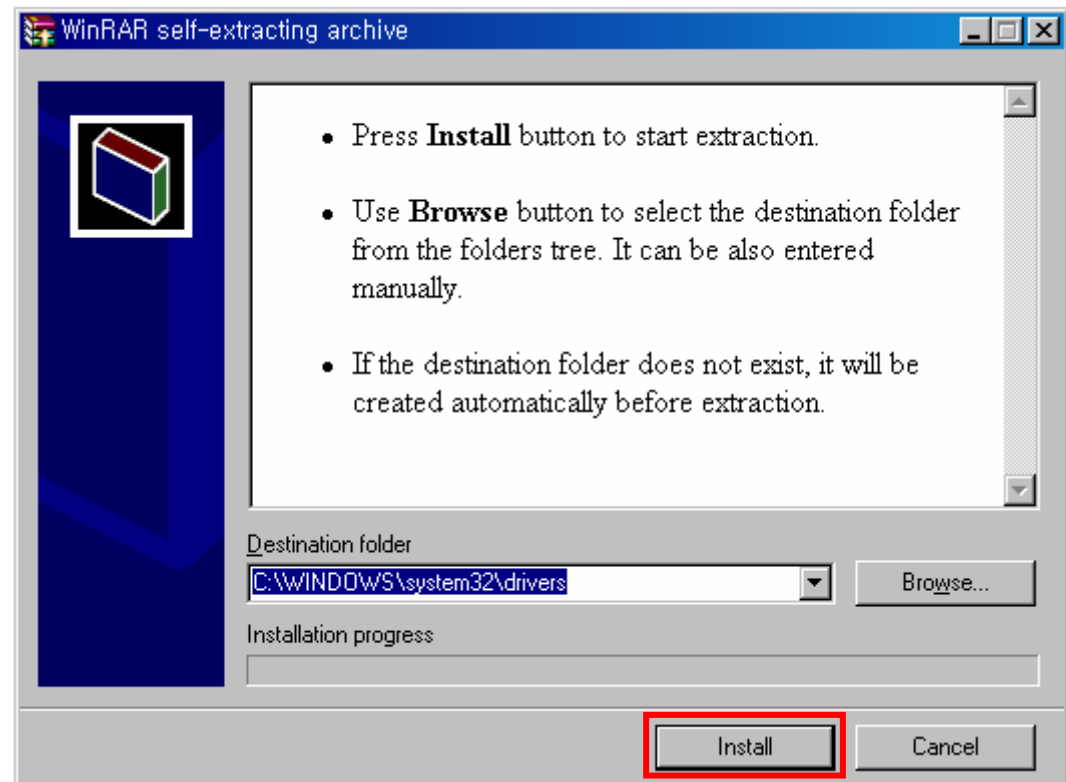 WinRAR self-extracting archive
Press Install button to start extraction.
Use Browse button to select the destination folder
from the folders tree. It can be also entered
manually.
If the destination folder does not exist, it will be
created automatically before extraction.
Destination folder
C:\WINDOWS\system32\drivers
Browse...
Installation progress
Install
Cancel